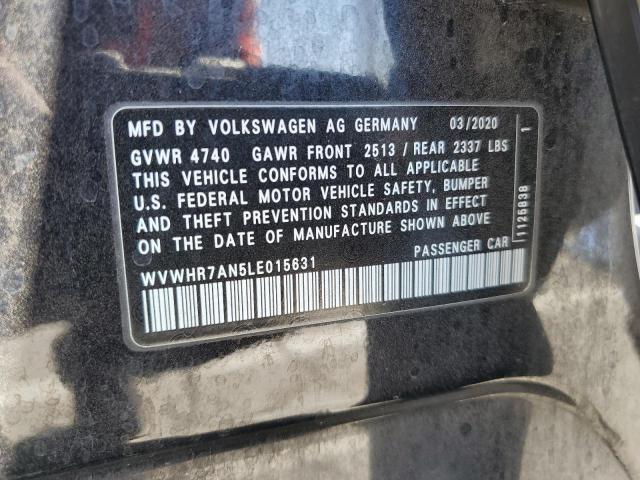 MFD BY VOLKSWAGEN AG GERMANY 03/2020
GVWR 4740 GAWR FRONT 2513 / REAR 2337 LBS
THIS VEHICLE CONFORMS TO ALL APPLICABLE
U.S. FEDERAL MOTOR VEHICLE SAFETY, BUMPER
AND THEFT PREVENTION STANDARDS IN EFFECT
ON THE DATE OF MANUFACTURE SHOWN ABOVE
WVWHR7AN5LE015631 PASSENGER CAR
1125838 1